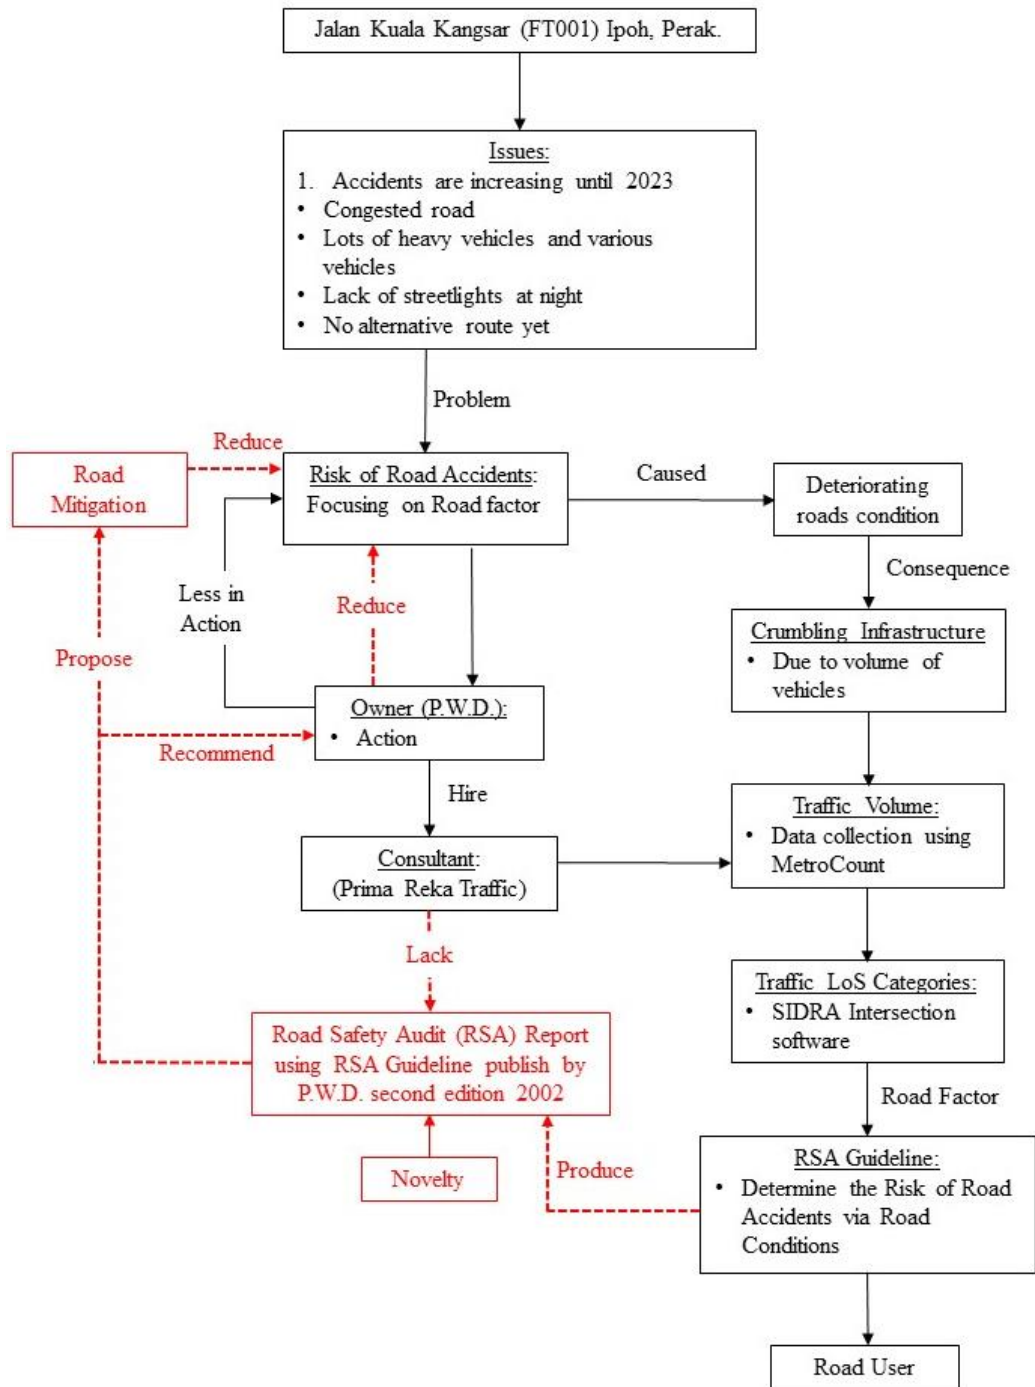 Jalan Kuala Kangsar (FT001) Ipoh, Perak.
Issues:
1. Accidents are increasing until 2023
• Congested road
• Lots of heavy vehicles and various
vehicles
• Lack of streetlights at night
• No alternative route yet
Problem
Reduce
Road
Mitigation
Risk of Road Accidents:
Focusing on Road factor
Caused
Deteriorating
roads condition
Consequence
Less in
Action
Reduce
Propose
Crumbling Infrastructure
• Due to volume of
vehicles
Owner (P.W.D.):
• Action
Recommend
Hire
Traffic Volume:
• Data collection using
MetroCount
Consultant:
(Prima Reka Traffic)
Lack
Traffic LoS Categories:
• SIDRA Intersection
software
Road Safety Audit (RSA) Report
using RSA Guideline publish by
P.W.D. second edition 2002
Road Factor
Novelty
Produce
RSA Guideline:
• Determine the Risk of Road
Accidents via Road
Conditions
Road User